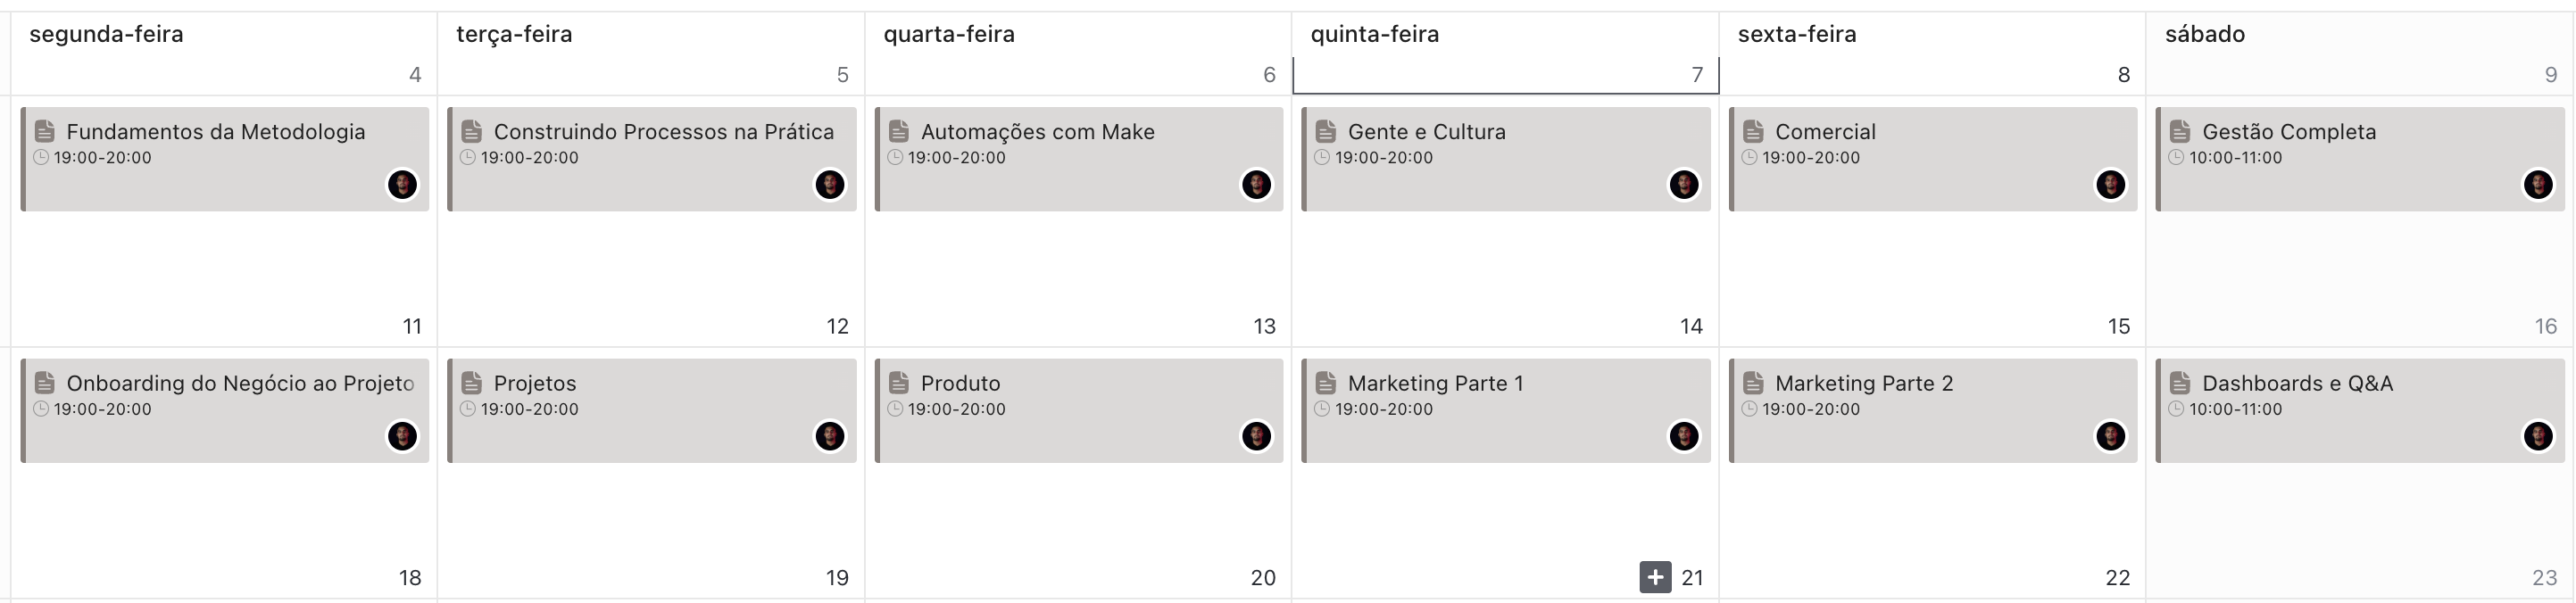 segunda-feira
terça-feira
quarta-feira
quinta-feira
sexta-feira
sábado
4
5
6
7
8
9
Fundamentos da Metodologia
19:00-20:00
Construindo Processos na Prática
19:00-20:00
Automações com Make
19:00-20:00
Gente e Cultura
19:00-20:00
Comercial
19:00-20:00
Gestão Completa
10:00-11:00
11
12
13
14
15
16
Onboarding do Negócio ao Projeto
19:00-20:00
Projetos
19:00-20:00
Produto
19:00-20:00
Marketing Parte 1
19:00-20:00
Marketing Parte 2
19:00-20:00
Dashboards e Q&A
10:00-11:00
18
19
20
21
22
23